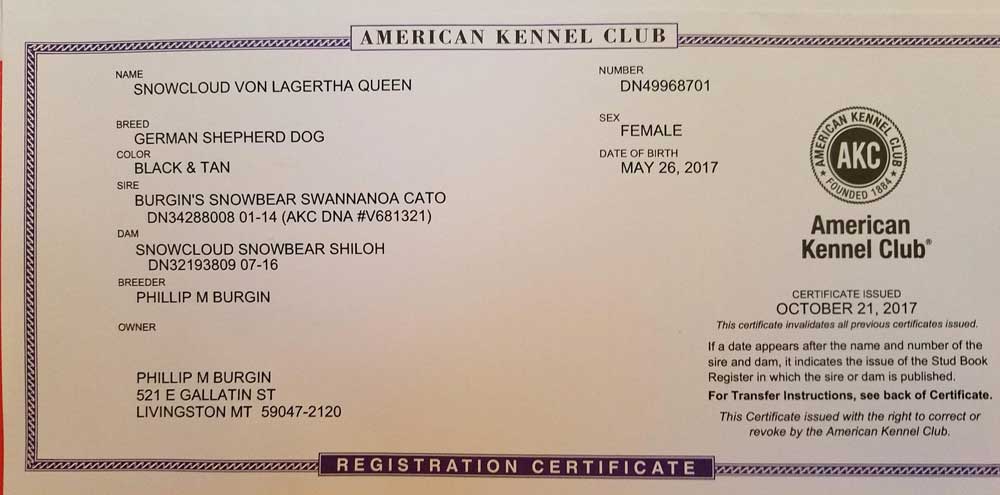 AMERICAN KENNEL CLUB
NAME
SNOWCLOUD VON LAGERTHA QUEEN
NUMBER
DN49968701
BREED
GERMAN SHEPHERD DOG
SEX
FEMALE
COLOR
BLACK & TAN
DATE OF BIRTH
MAY 26, 2017
SIRE
BURGIN'S SNOWBEAR SWANNANOA CATO
DN34288008 01-14 (AKC DNA #V681321)
DAM
SNOWCLOUD SNOWBEAR SHILOH
DN32193809 07-16
BREEDER
PHILLIP M BURGIN
OWNER
PHILLIP M BURGIN
521 E GALLATIN ST
LIVINGSTON MT 59047-2120
AMERICAN KENNEL CLUB
AKC
FOUNDED 1884
American
Kennel Club®
CERTIFICATE ISSUED
OCTOBER 21, 2017
This certificate invalidates all previous certificates issued.
If a date appears after the name and number of the
sire and dam, it indicates the issue of the Stud Book
Register in which the sire or dam is published.
For Transfer Instructions, see back of Certificate.
This Certificate issued with the right to correct or
revoke by the American Kennel Club.
REGISTRATION CERTIFICATE